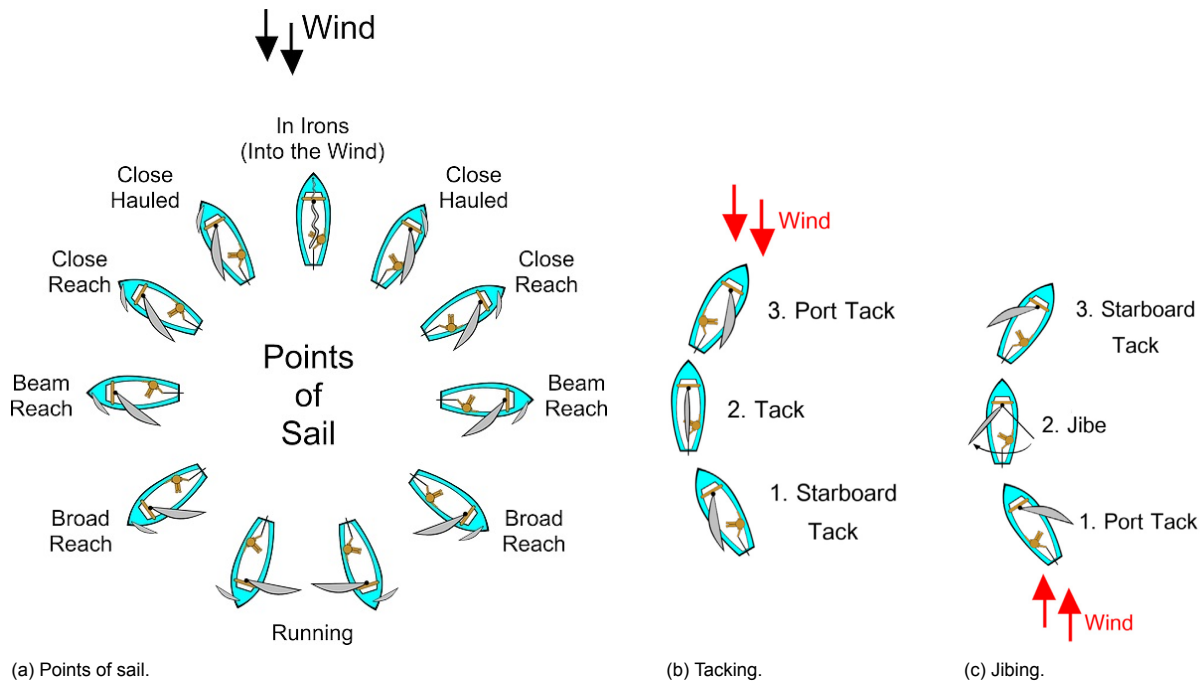 Wind
In Irons
(Into the Wind)
Close
Hauled
Close
Hauled
Close
Reach
Close
Reach
Beam
Reach
Points
of
Sail
Beam
Reach
Broad
Reach
Broad
Reach
Running
(a) Points of sail.
Wind
3. Port Tack
2. Tack
1. Starboard
Tack
(b) Tacking.
3. Starboard
Tack
2. Jibe
1. Port Tack
Wind
(c) Jibing.